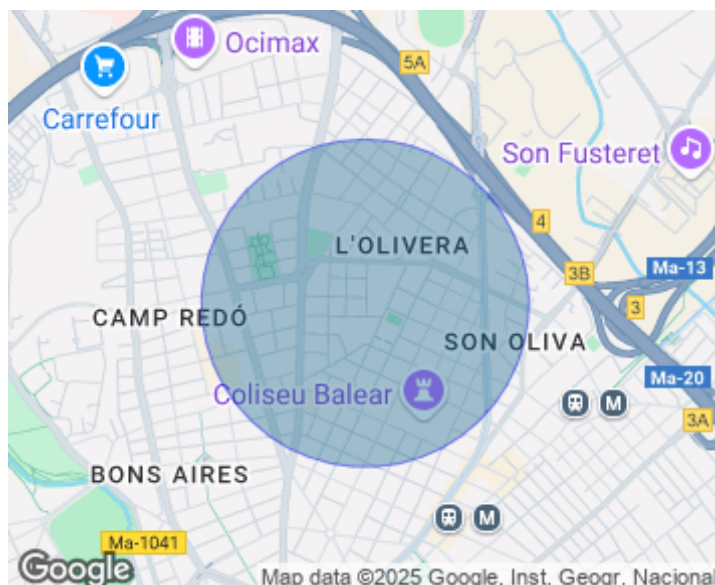 Ocimax
5A
Carrefour
Son Fusteret
L'OLIVERA
4
3B
Ma-13
3
CAMP REDÓ
SON OLIVA
Ma-20
Coliseu Balear
M
3A
BONS AIRES
M
Ma-1041
Google
Map data ©2025 Google, Inst. Geogr. Nacional